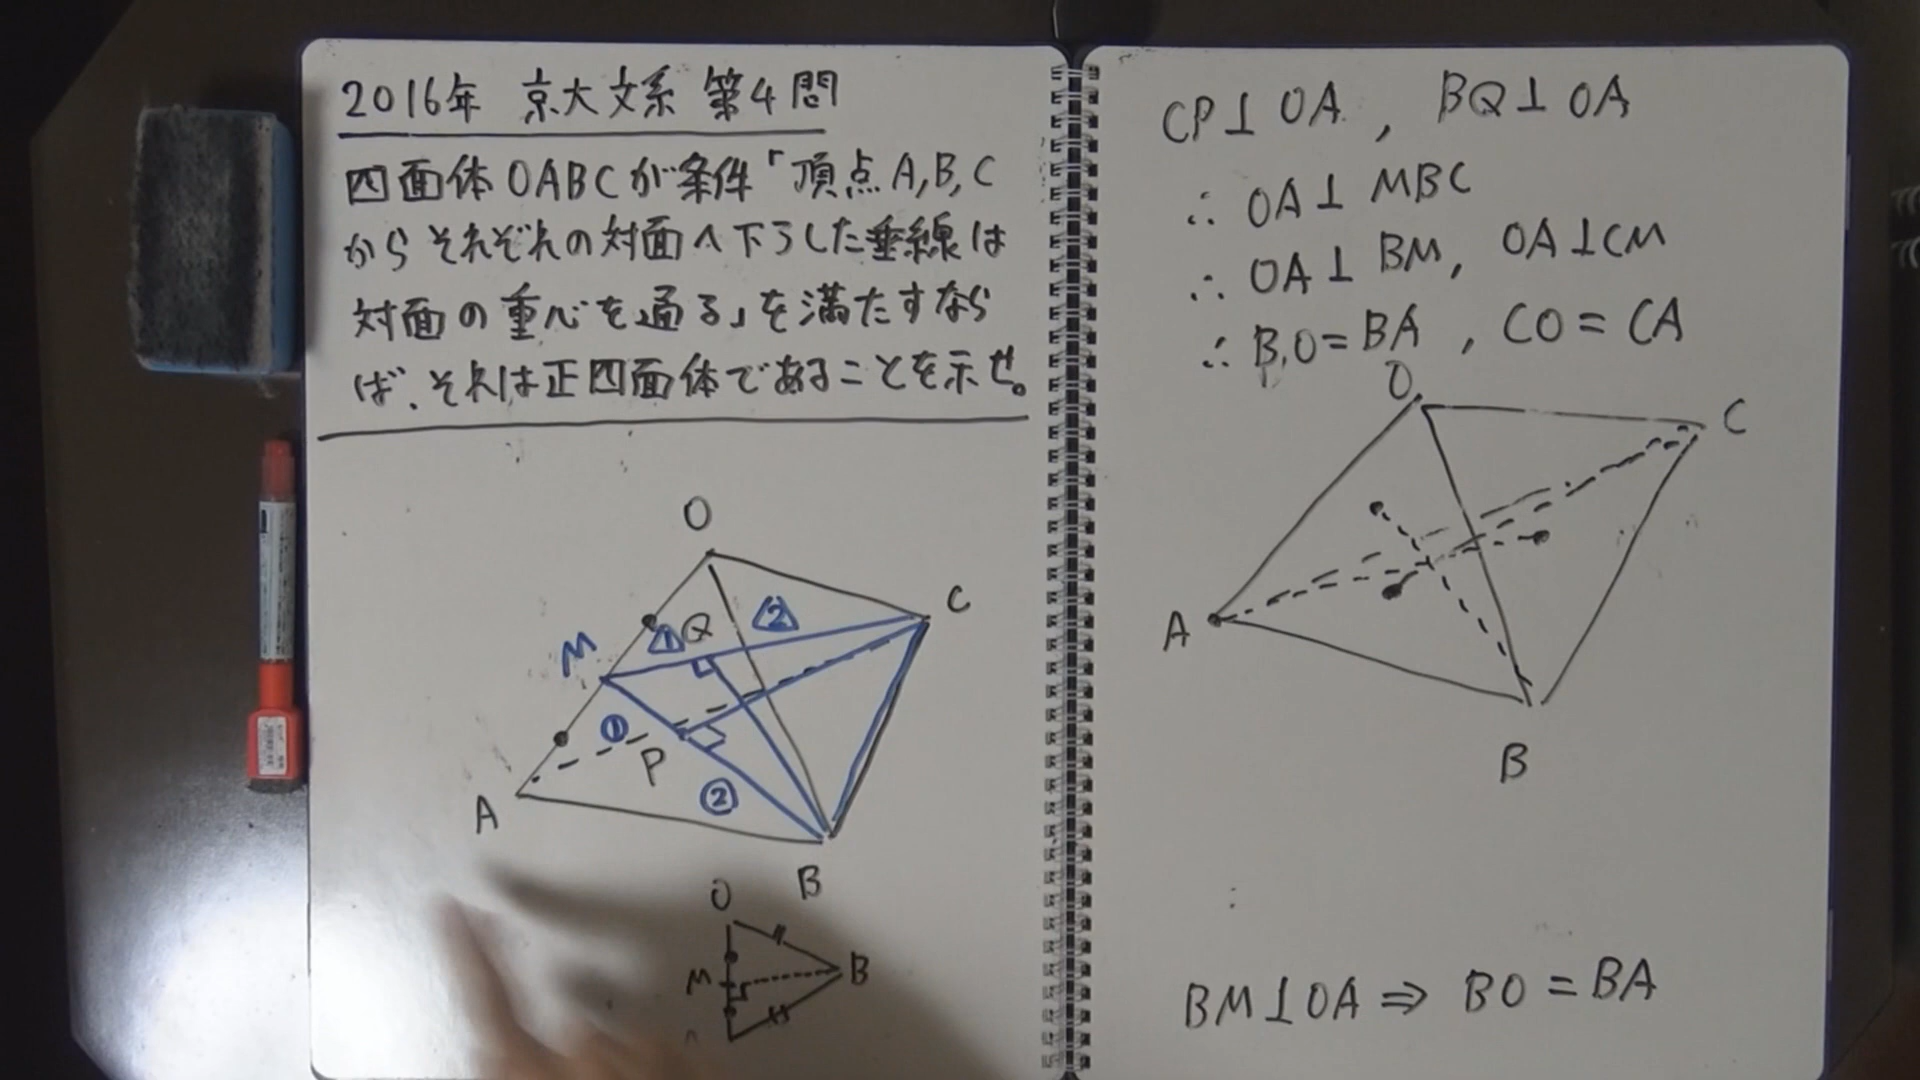 2016年 京大文系 第4問
四面体OABCが条件「頂点A,B,C
からそれぞれの対面へ下ろした垂線は
対面の重心を通る」を満たすなら
ば、それは正四面体であることを示せ。
O
C
M
△1
Q
△2
①
P
②
A
B
O
M
B
CP⊥OA, BQ⊥OA
∴ OA⊥MBC
∴ OA⊥BM, OA⊥CM
∴ BO=BA, CO=CA
O
C
A
B
BM⊥OA⇒BO=BA